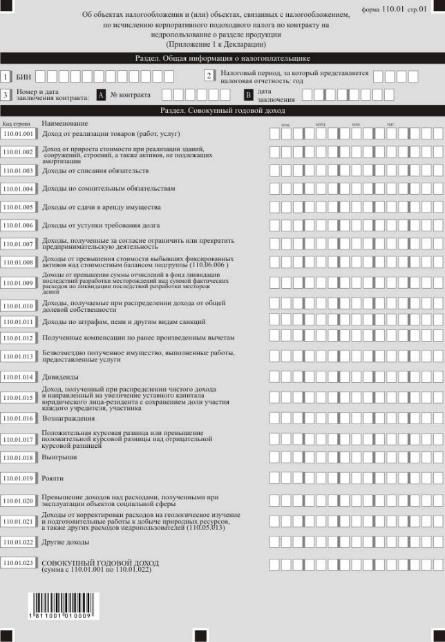 форма 110.01 стр.01
Об объектах налогообложения и (или) объектах, связанных с налогообложением,
по исчислению корпоративного подоходного налога по контракту на
недропользование о разделе продукции
(Приложение 1 к Декларации)
Раздел. Общая информация о налогоплательщике
1 БИН
2 Налоговый период, за который представляется
налоговая отчетность: год
3 Номер и дата
заключения контракта:
А № контракта
В дата
заключения
Раздел. Совокупный годовой доход
Код строки Наименование
110.01.001 Доход от реализации товаров (работ, услуг)
110.01.002 Доход от прироста стоимости при реализации зданий,
сооружений, строений, а также активов, не подлежащих
амортизации
110.01.003 Доходы от списания обязательств
110.01.004 Доходы по сомнительным обязательствам
110.01.005 Доходы от сдачи в аренду имущества
110.01.006 Доходы от уступки требования долга
110.01.007 Доходы, полученные за согласие ограничить или прекратить
предпринимательскую деятельность
110.01.008 Доходы от превышения стоимости выбывших фиксированных
активов над стоимостным балансом подгруппы (110.06.006 )
110.01.009 Доходы от превышения суммы отчислений в фонд ликвидации
последствий разработки месторождений над суммой фактических
расходов по ликвидации последствий разработки месторож
дений
110.01.010 Доходы, получаемые при распределении дохода от общей
долевой собственности
110.01.011 Доходы по штрафам, пени и другим видам санкций
110.01.012 Полученные компенсации по ранее произведенным вычетам
110.01.013 Безвозмездно полученное имущество, выполненные работы,
предоставленные услуги
110.01.014 Дивиденды
110.01.015 Доход, полученный при распределении чистого дохода
и направленный на увеличение уставного капитала
юридического лица-резидента с сохранением доли участия
каждого учредителя, участника
110.01.016 Вознаграждения
110.01.017 Положительная курсовая разница или превышение
положительной курсовой разницы над отрицательной
курсовой разницей
110.01.018 Выигрыши
110.01.019 Роялти
110.01.020 Превышение доходов над расходами, полученными при
эксплуатации объектов социальной сферы
110.01.021 Доходы от корректировки расходов на геологическое изучение
и подготовительные работы к добыче природных ресурсов,
а также других расходов недропользователей (110.05.013)
110.01.022 Другие доходы
110.01.023 СОВОКУПНЫЙ ГОДОВОЙ ДОХОД
(сумма с 110.01.001 по 110.01.022)
1811001010009